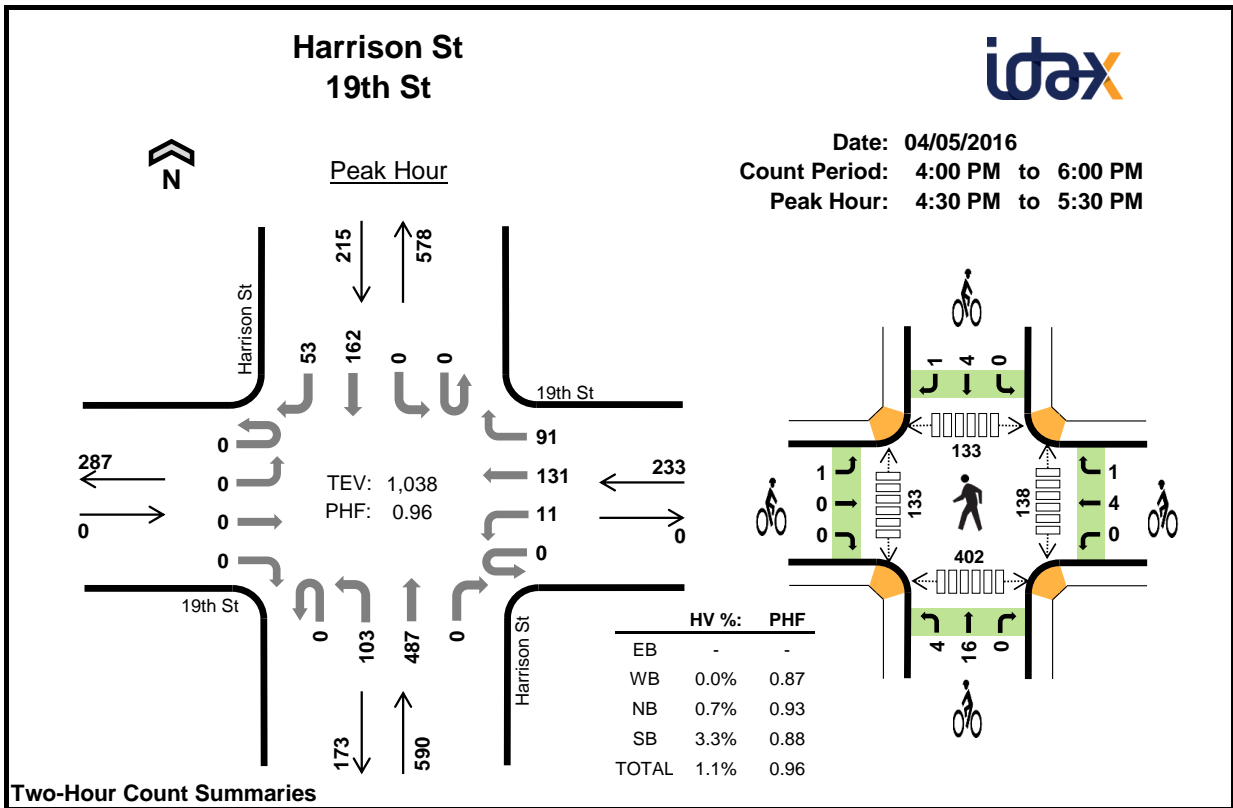 Harrison St
19th St
idax
N
Peak Hour
Date: 04/05/2016
Count Period: 4:00 PM to 6:00 PM
Peak Hour: 4:30 PM to 5:30 PM
215
578
Harrison St
53
162
0
0
19th St
0
0
0
0
287
0
TEV: 1,038
PHF: 0.96
91
131
11
0
233
0
19th St
0
103
487
0
Harrison St
173
590
1
4
0
133
1
0
0
133
138
1
4
0
402
4
16
0
HV %: PHF
EB - -
WB 0.0% 0.87
NB 0.7% 0.93
SB 3.3% 0.88
TOTAL 1.1% 0.96
Two-Hour Count Summaries